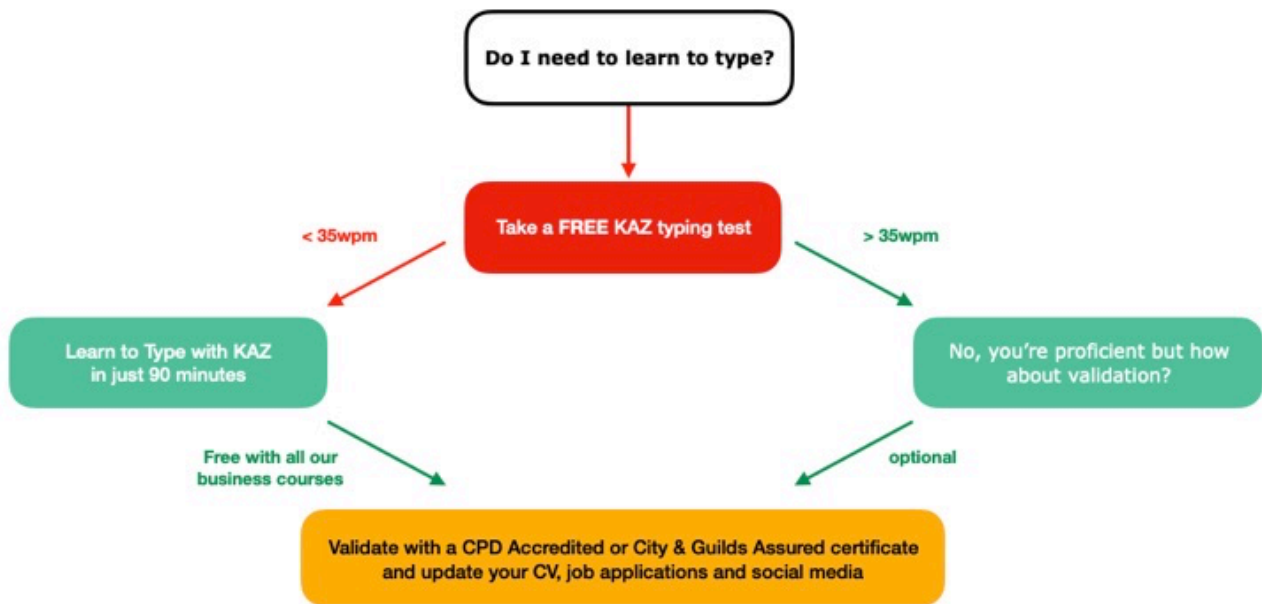 Do I need to learn to type?
Take a FREE KAZ typing test
< 35wpm
> 35wpm
Learn to Type with KAZ
in just 90 minutes
No, you’re proficient but how
about validation?
Free with all our
business courses
optional
Validate with a CPD Accredited or City & Guilds Assured certificate
and update your CV, job applications and social media